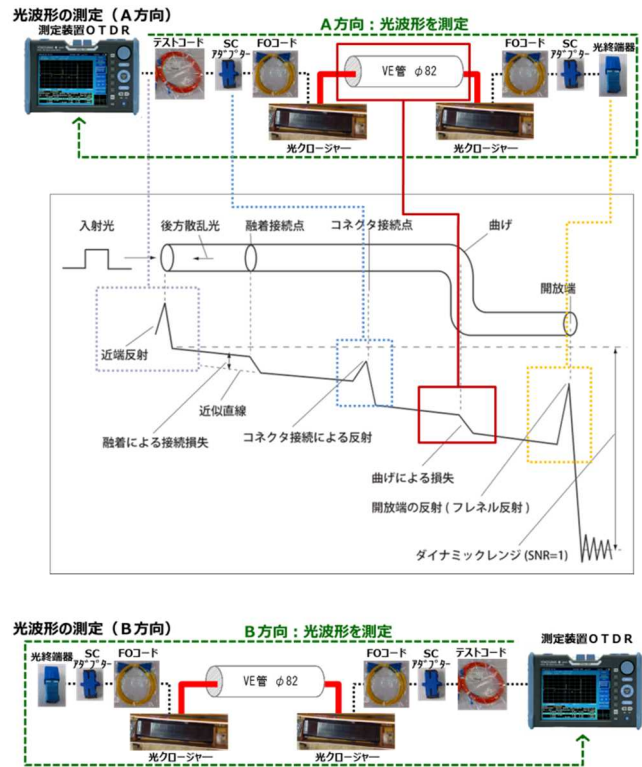 光波形の測定（A方向）
測定装置OTDR
A方向：光波形を測定
テストコード
SC
アダプター
FOコード
VE管 φ82
FOコード
SC
アダプター
光終端器
光クロージャー
光クロージャー
入射光
後方散乱光
融着接続点
コネクタ接続点
曲げ
開放端
近端反射
近似直線
融着による接続損失
コネクタ接続による反射
曲げによる損失
開放端の反射(フレネル反射)
ダイナミックレンジ(SNR=1)
光波形の測定（B方向）
B方向：光波形を測定
測定装置OTDR
光終端器
SC
アダプター
FOコード
VE管 φ82
FOコード
SC
アダプター
テストコード
光クロージャー
光クロージャー